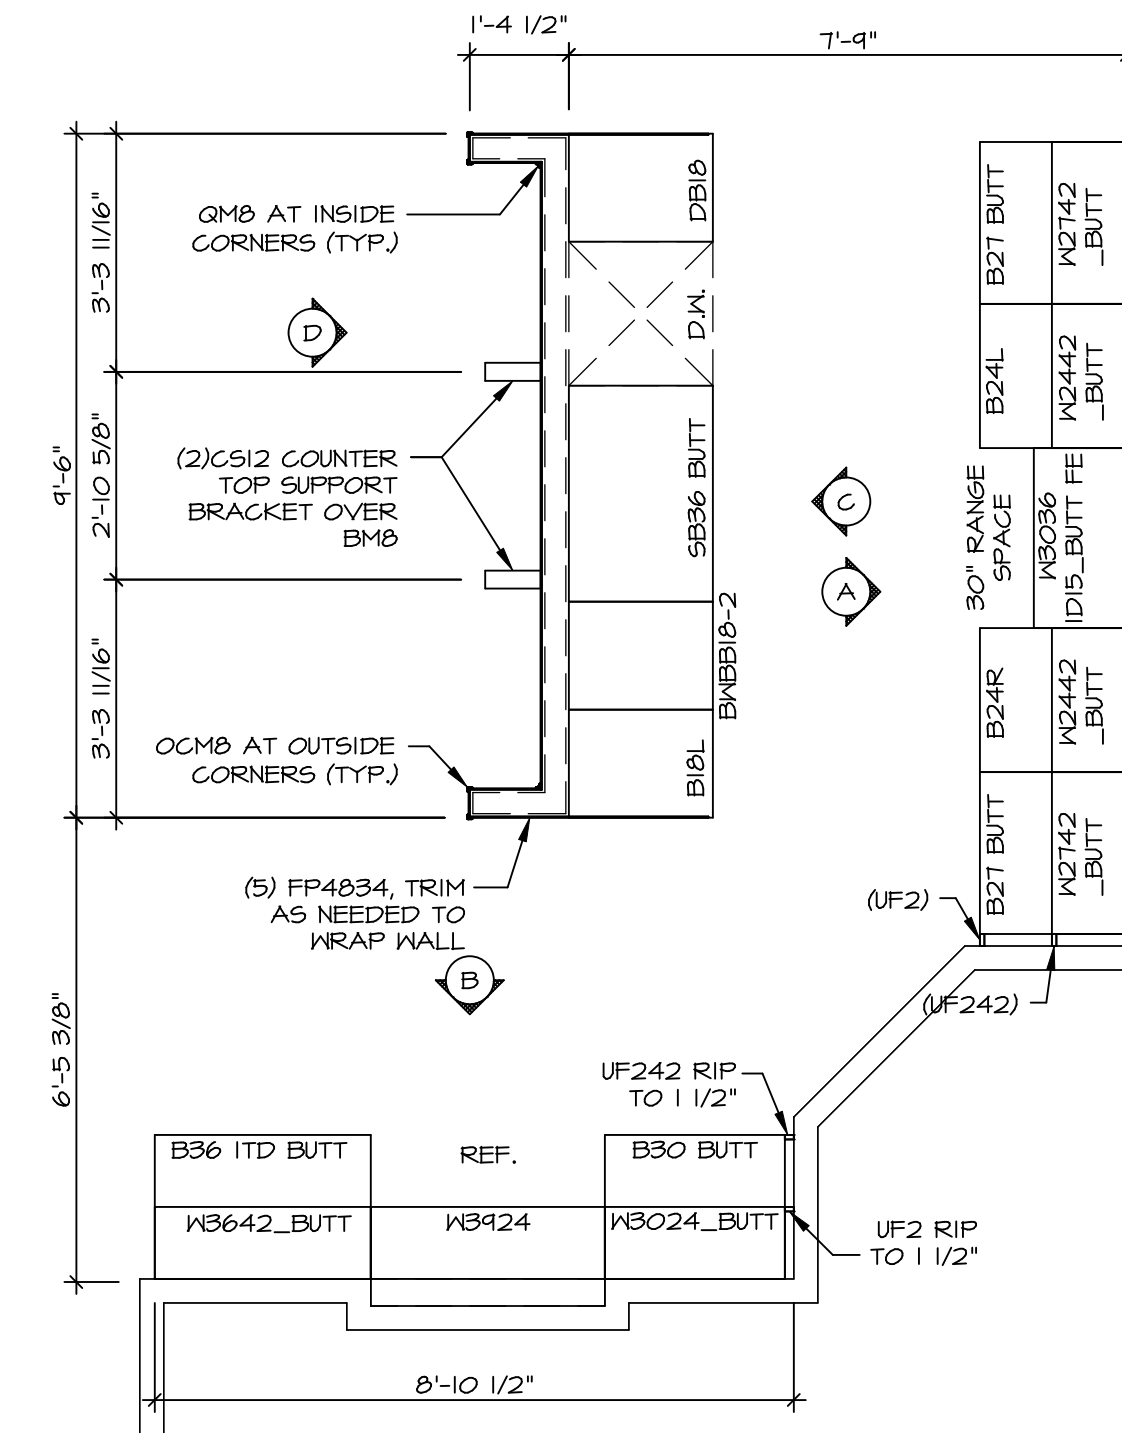 1'-4 1/2"
7'-9"
9'-6"
3'-3 11/16"
2'-10 5/8"
3'-3 11/16"
6'-5 3/8"
QM8 AT INSIDE
CORNERS (TYP.)
D
(2)CS12 COUNTER
TOP SUPPORT
BRACKET OVER
BM8
OCM8 AT OUTSIDE
CORNERS (TYP.)
(5) FP4834, TRIM
AS NEEDED TO
WRAP WALL
B
DB18
D.W.
SB36 BUTT
BWBB18-2
B18L
C
A
B27 BUTT
W2742
_BUTT
B24L
W2442
_BUTT
30" RANGE
SPACE
W3036
1D15_BUTT FE
B24R
W2442
_BUTT
B27 BUTT
W2742
_BUTT
(UF2)
(UF242)
UF242 RIP
TO 1 1/2"
B36 1TD BUTT
REF.
B30 BUTT
W3642_BUTT
W3924
W3024_BUTT
UF2 RIP
TO 1 1/2"
8'-10 1/2"